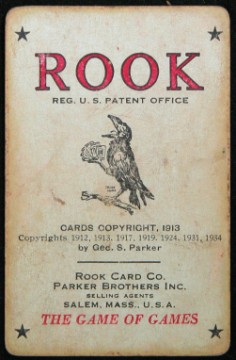 ROOK
REG. U. S. PATENT OFFICE
CARDS COPYRIGHT, 1913
Copyrights 1912, 1913, 1917, 1919, 1924, 1931, 1934
by Geo. S. Parker
ROOK CARD CO.
PARKER BROTHERS INC.
SELLING AGENTS
SALEM, MASS., U. S. A.
THE GAME OF GAMES